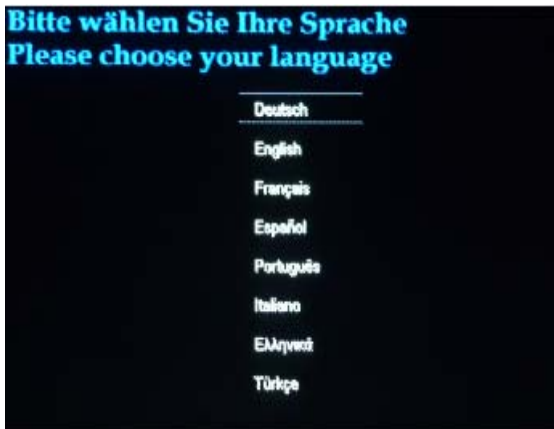 Bitte wählen Sie Ihre Sprache
Please choose your language
Deutsch
English
Français
Español
Português
Italiano
Ελληνικά
Türkçe